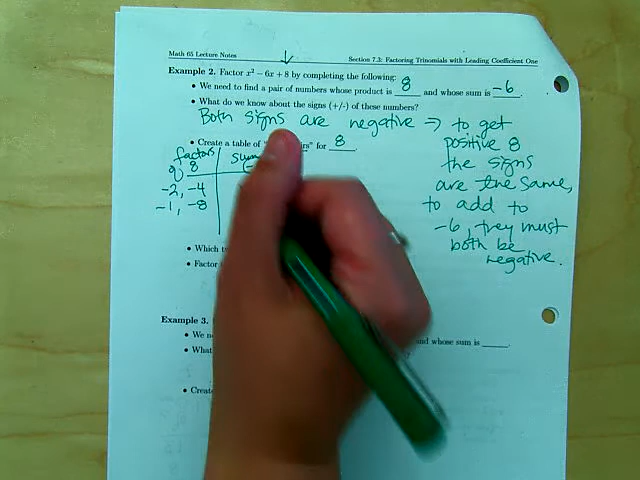 Math 65 Lecture Notes Section 7.3: Factoring Trinomials with Leading Coefficient One
Example 2. Factor x² − 6x + 8 by completing the following:
• We need to find a pair of numbers whose product is 8 and whose sum is -6.
• What do we know about the signs (+/-) of these numbers?
Both signs are negative ⇒ to get
positive 8
the signs
are the same,
to add to
-6, they must
both be
negative.
• Create a table of for 8.
factors sum
of 8
-2, -4
-1, -8
• Which
• Factor
Example 3.
• We and whose sum is
• What
• Create